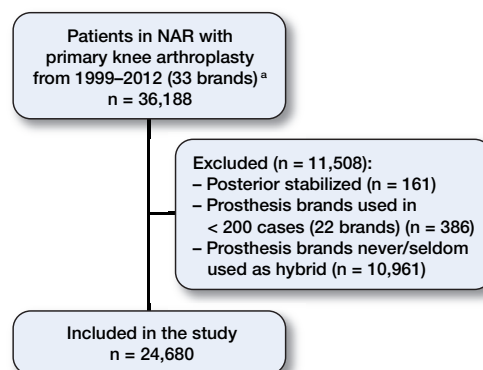 Patients in NAR with
primary knee arthroplasty
from 1999–2012 (33 brands) a
n = 36,188
Excluded (n = 11,508):
– Posterior stabilized (n = 161)
– Prosthesis brands used in
< 200 cases (22 brands) (n = 386)
– Prosthesis brands never/seldom
used as hybrid (n = 10,961)
Included in the study
n = 24,680